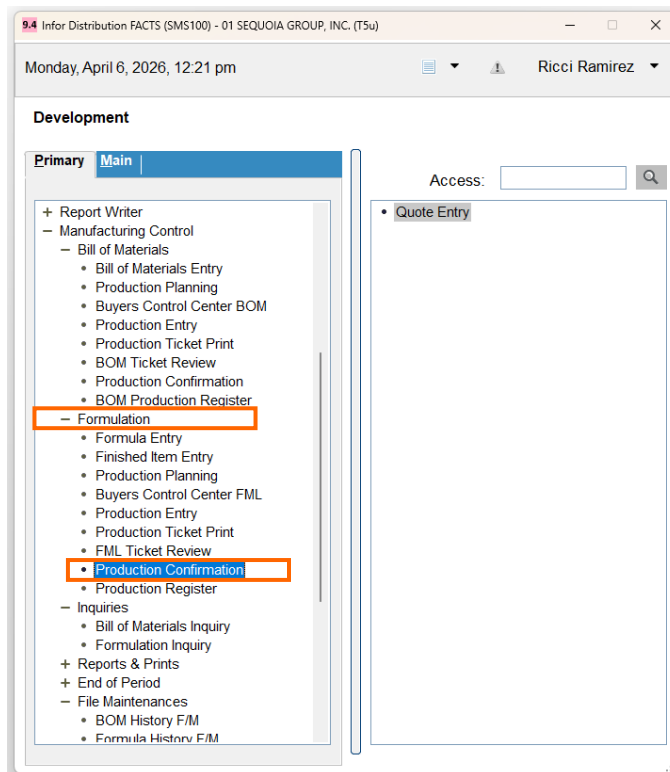 9.4 Infor Distribution FACTS (SMS100) - 01 SEQUOIA GROUP, INC. (T5u)
Monday, April 6, 2026, 12:21 pm
Ricci Ramirez
Development
Primary Main
Access:
+ Report Writer
− Manufacturing Control
− Bill of Materials
• Bill of Materials Entry
• Production Planning
• Buyers Control Center BOM
• Production Entry
• Production Ticket Print
• BOM Ticket Review
• Production Confirmation
• BOM Production Register
− Formulation
• Formula Entry
• Finished Item Entry
• Production Planning
• Buyers Control Center FML
• Production Entry
• Production Ticket Print
• FML Ticket Review
• Production Confirmation
• Production Register
− Inquiries
• Bill of Materials Inquiry
• Formulation Inquiry
+ Reports & Prints
+ End of Period
− File Maintenances
• BOM History F/M
• Formula History F/M
• Quote Entry